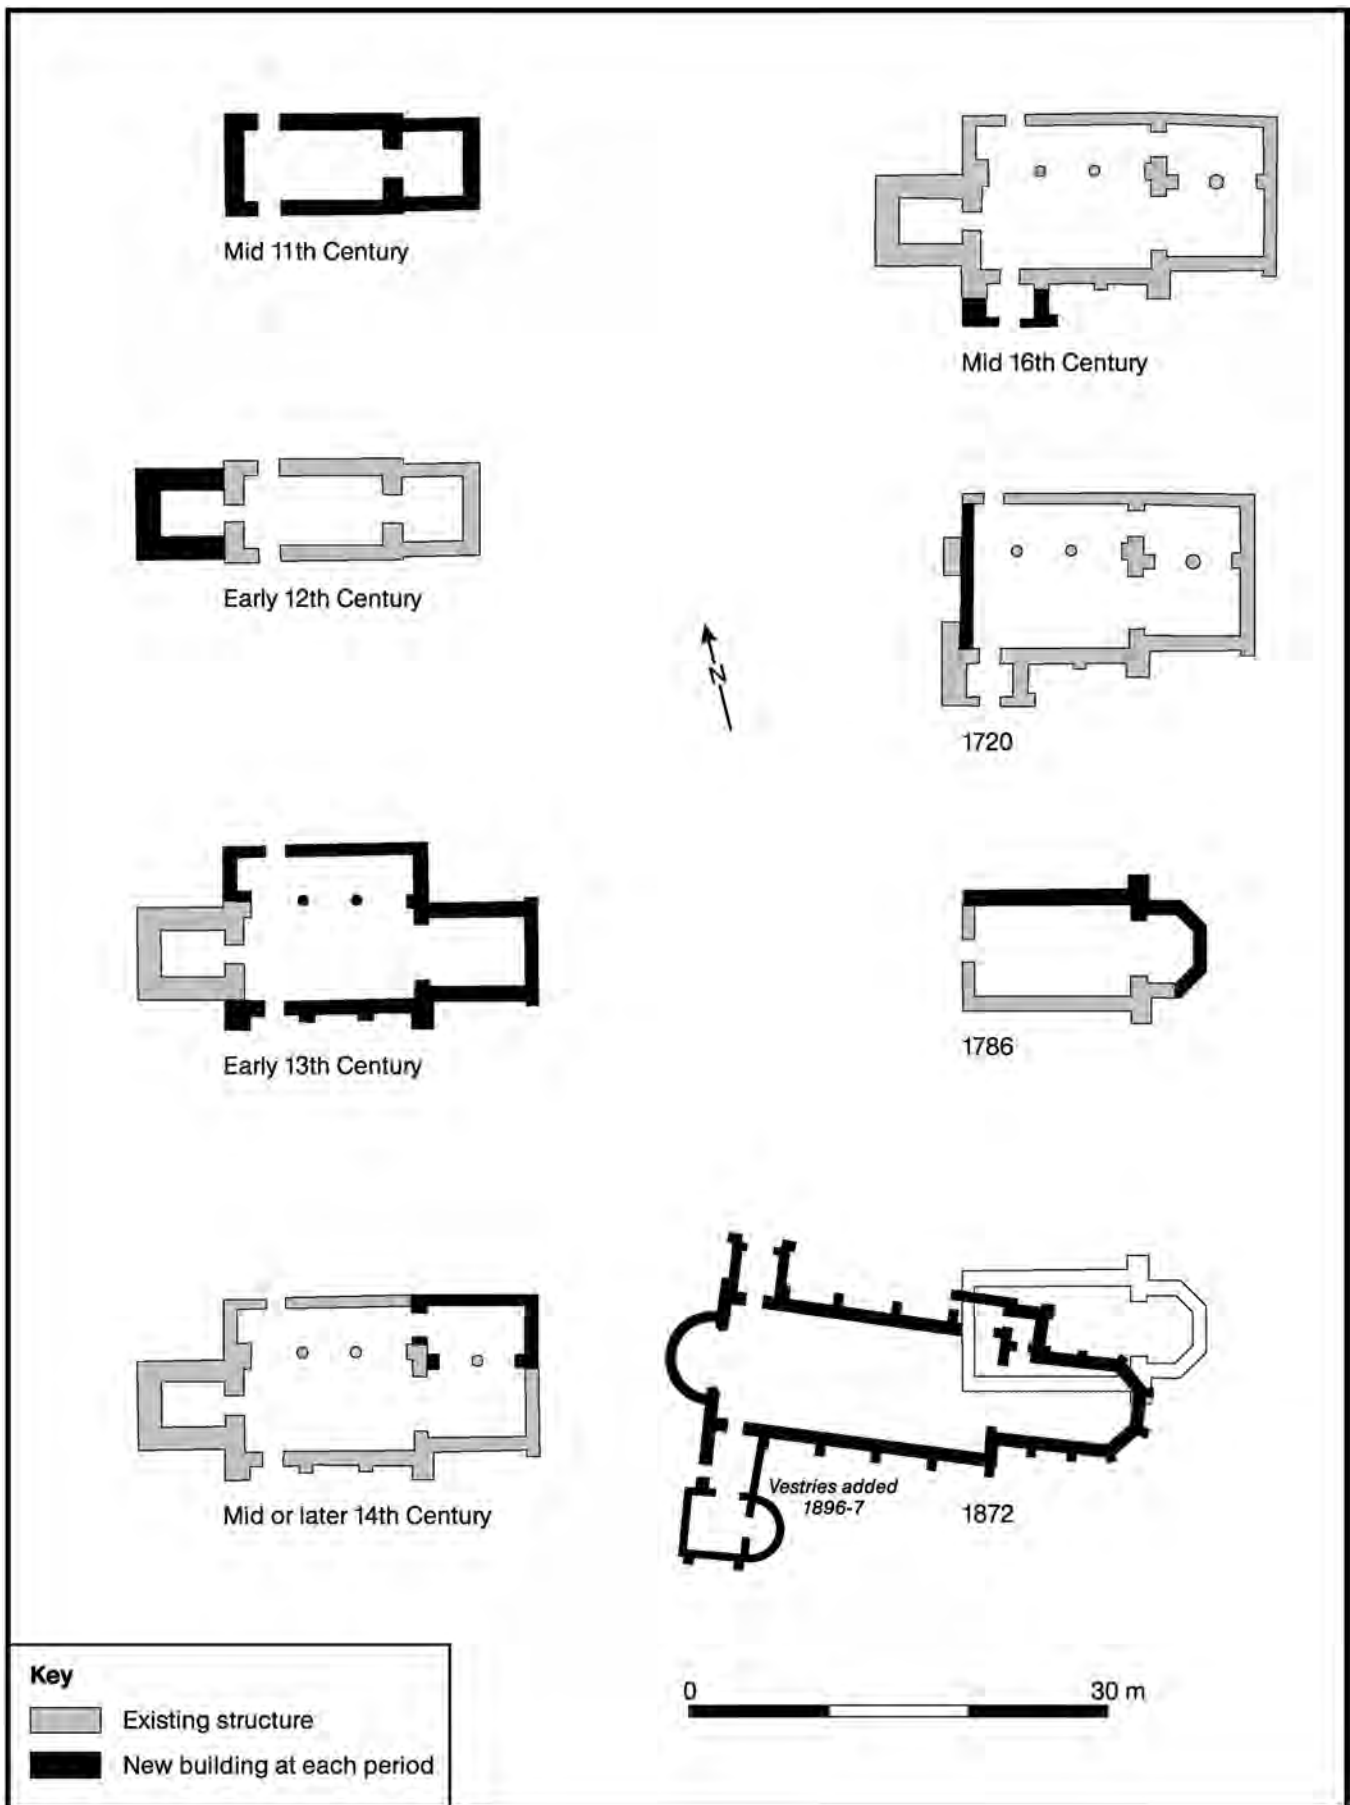 Mid 11th Century
Early 12th Century
Early 13th Century
Mid or later 14th Century
Mid 16th Century
N
1720
1786
Vestries added
1896-7
1872
Key
Existing structure
New building at each period
0 30 m